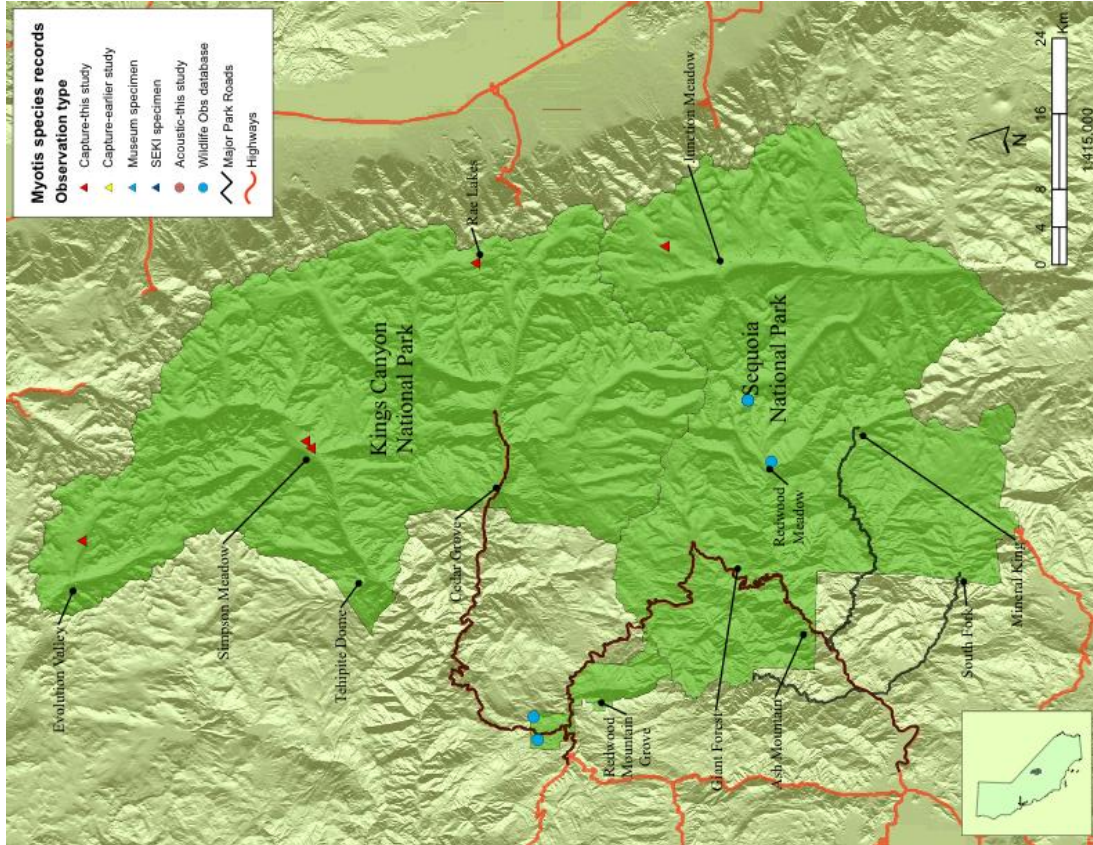 Myotis species records
Observation type
Capture-this study
Capture-earlier study
Museum specimen
SEKI specimen
Acoustic-this study
Wildlife Obs database
Major Park Roads
Highways
Evolution Valley
Simpson Meadow
Tehipite Dome
Kings Canyon
National Park
Rae Lakes
Cedar Grove
Redwood
Mountain
Grove
Giant Forest
Ash Mountain
Redwood
Meadow
Sequoia
National Park
Junction Meadow
South Fork
Mineral King
N
0 4 8 16 24
Km
1:415,000